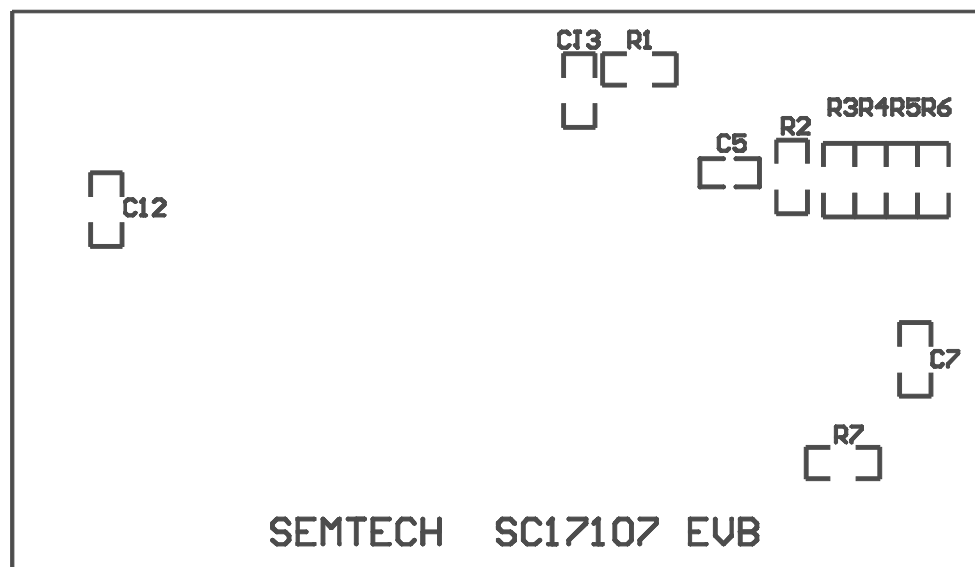 CI3 R1
R3R4R5R6
R2
C5
C12
C7
R7
SEMTECH SC17107 EVB